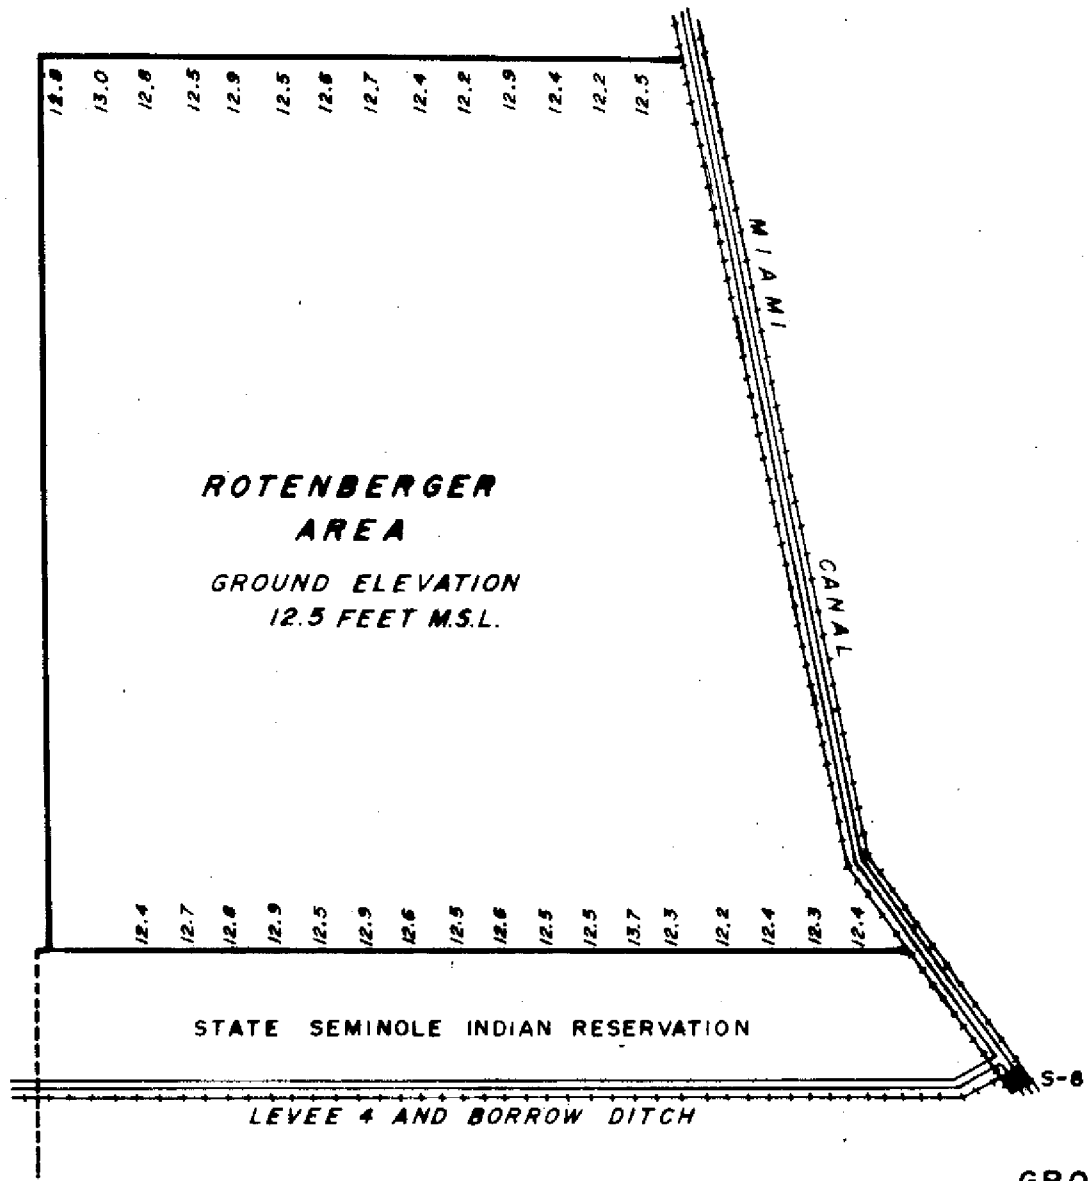 12.8 13.0 12.8 12.5 12.9 12.5 12.6 12.7 12.4 12.2 12.9 12.4 12.2 12.5
MIAMI
CANAL
ROTENBERGER
AREA
GROUND ELEVATION
12.5 FEET M.S.L.
12.4 12.7 12.8 12.9 12.5 12.9 12.6 12.5 12.6 12.5 12.5 13.7 12.3 12.2 12.4 12.3 12.4
STATE SEMINOLE INDIAN RESERVATION
S-8
LEVEE 4 AND BORROW DITCH